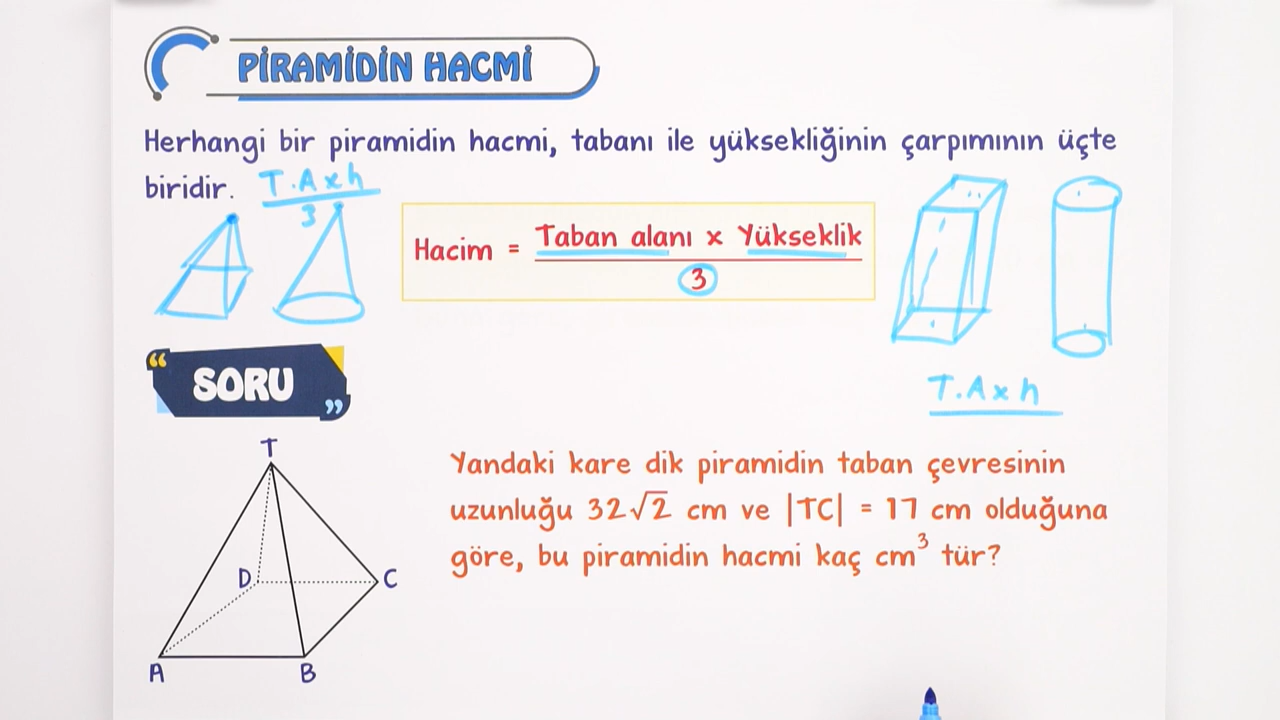 PİRAMİDİN HACMİ
Herhangi bir piramidin hacmi, tabanı ile yüksekliğinin çarpımının üçte
biridir. T.A x h
3
Hacim = Taban alanı x Yükseklik
3
T.A x h
“ SORU ”
Yandaki kare dik piramidin taban çevresinin
uzunluğu 32√2 cm ve |TC| = 17 cm olduğuna
göre, bu piramidin hacmi kaç cm³ tür?
T
D
C
A
B